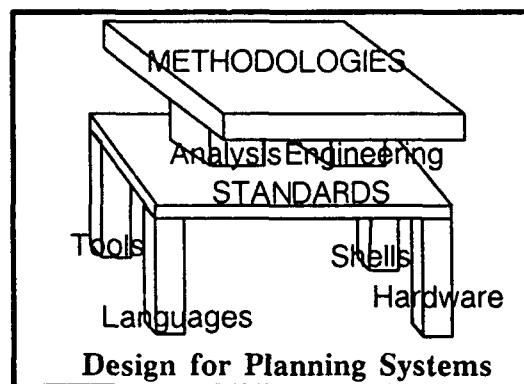 METHODOLOGIES
Analysis Engineering
STANDARDS
Tools
Shells
Hardware
Languages
Design for Planning Systems